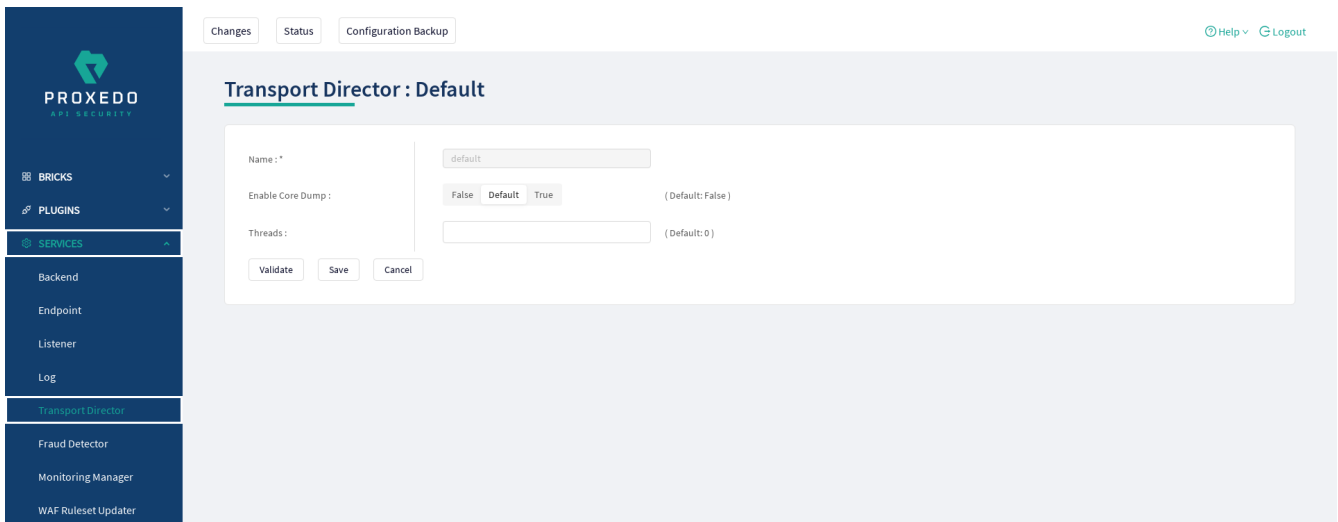 Changes Status Configuration Backup Help Logout
PROXEDO
API SECURITY
Transport Director : Default
Name : * default
Enable Core Dump : False Default True ( Default: False )
Threads : ( Default: 0 )
Validate Save Cancel
BRICKS
PLUGINS
SERVICES
Backend
Endpoint
Listener
Log
Transport Director
Fraud Detector
Monitoring Manager
WAF Ruleset Updater